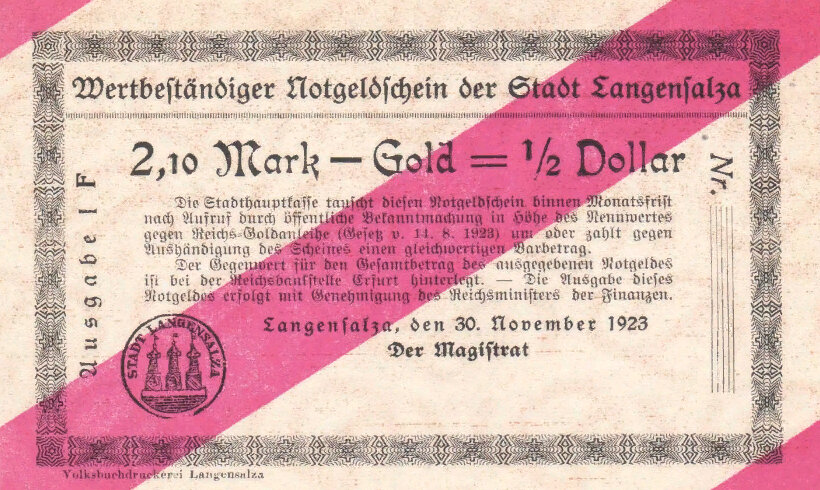 Wertbeständiger Notgeldschein der Stadt Langensalza
2,10 Mark — Gold = ½ Dollar
Die Stadthauptkasse tauscht diesen Notgeldschein binnen Monatsfrist
nach Aufruf durch öffentliche Bekanntmachung in Höhe des Nennwertes
gegen Reichs-Goldanleihe (Gesetz v. 14. 8. 1923) um oder zahlt gegen
Aushändigung des Scheines einen gleichwertigen Barbetrag.
Der Gegenwert für den Gesamtbetrag des ausgegebenen Notgeldes
ist bei der Reichsbankstelle Erfurt hinterlegt. — Die Ausgabe dieses
Notgeldes erfolgt mit Genehmigung des Reichsministers der Finanzen.
Langensalza, den 30. November 1923
Der Magistrat
Ausgabe I F
Nr.
STADT LANGENSALZA
Volksbuchdruckerei Langensalza